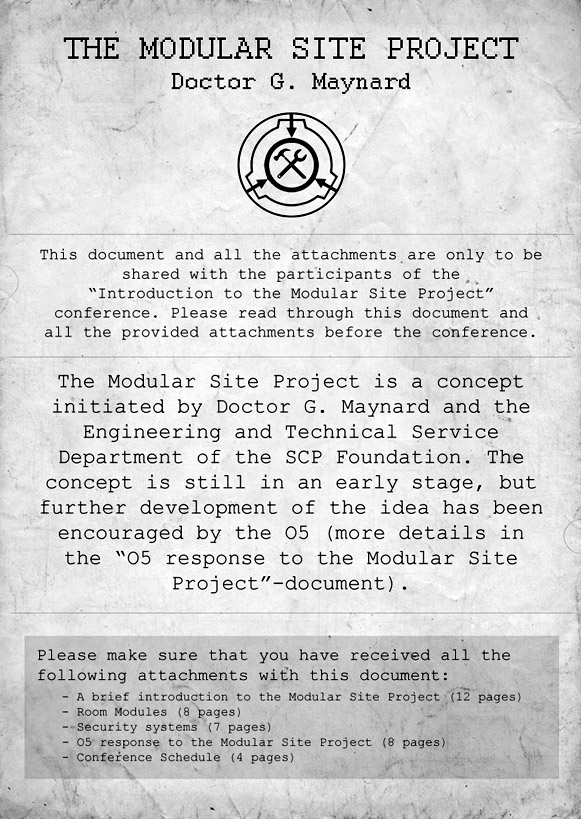 THE MODULAR SITE PROJECT
Doctor G. Maynard
This document and all the attachments are only to be
shared with the participants of the
“Introduction to the Modular Site Project”
conference. Please read through this document and
all the provided attachments before the conference.
The Modular Site Project is a concept
initiated by Doctor G. Maynard and the
Engineering and Technical Service
Department of the SCP Foundation. The
concept is still in an early stage, but
further development of the idea has been
encouraged by the O5 (more details in
the “O5 response to the Modular Site
Project”-document).
Please make sure that you have received all the
following attachments with this document:
- A brief introduction to the Modular Site Project (12 pages)
- Room Modules (8 pages)
- Security systems (7 pages)
- O5 response to the Modular Site Project (8 pages)
- Conference Schedule (4 pages)